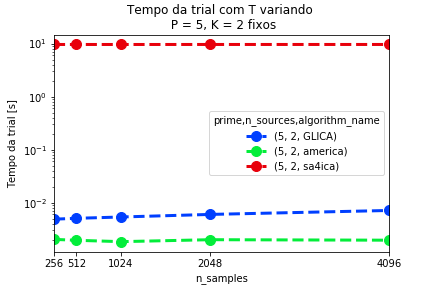 Tempo da trial com T variando
P = 5, K = 2 fixos
Tempo da trial [s]
10¹
10⁰
10⁻¹
10⁻²
prime,n_sources,algorithm_name
(5, 2, GLICA)
(5, 2, america)
(5, 2, sa4ica)
256 512 1024 2048 4096
n_samples